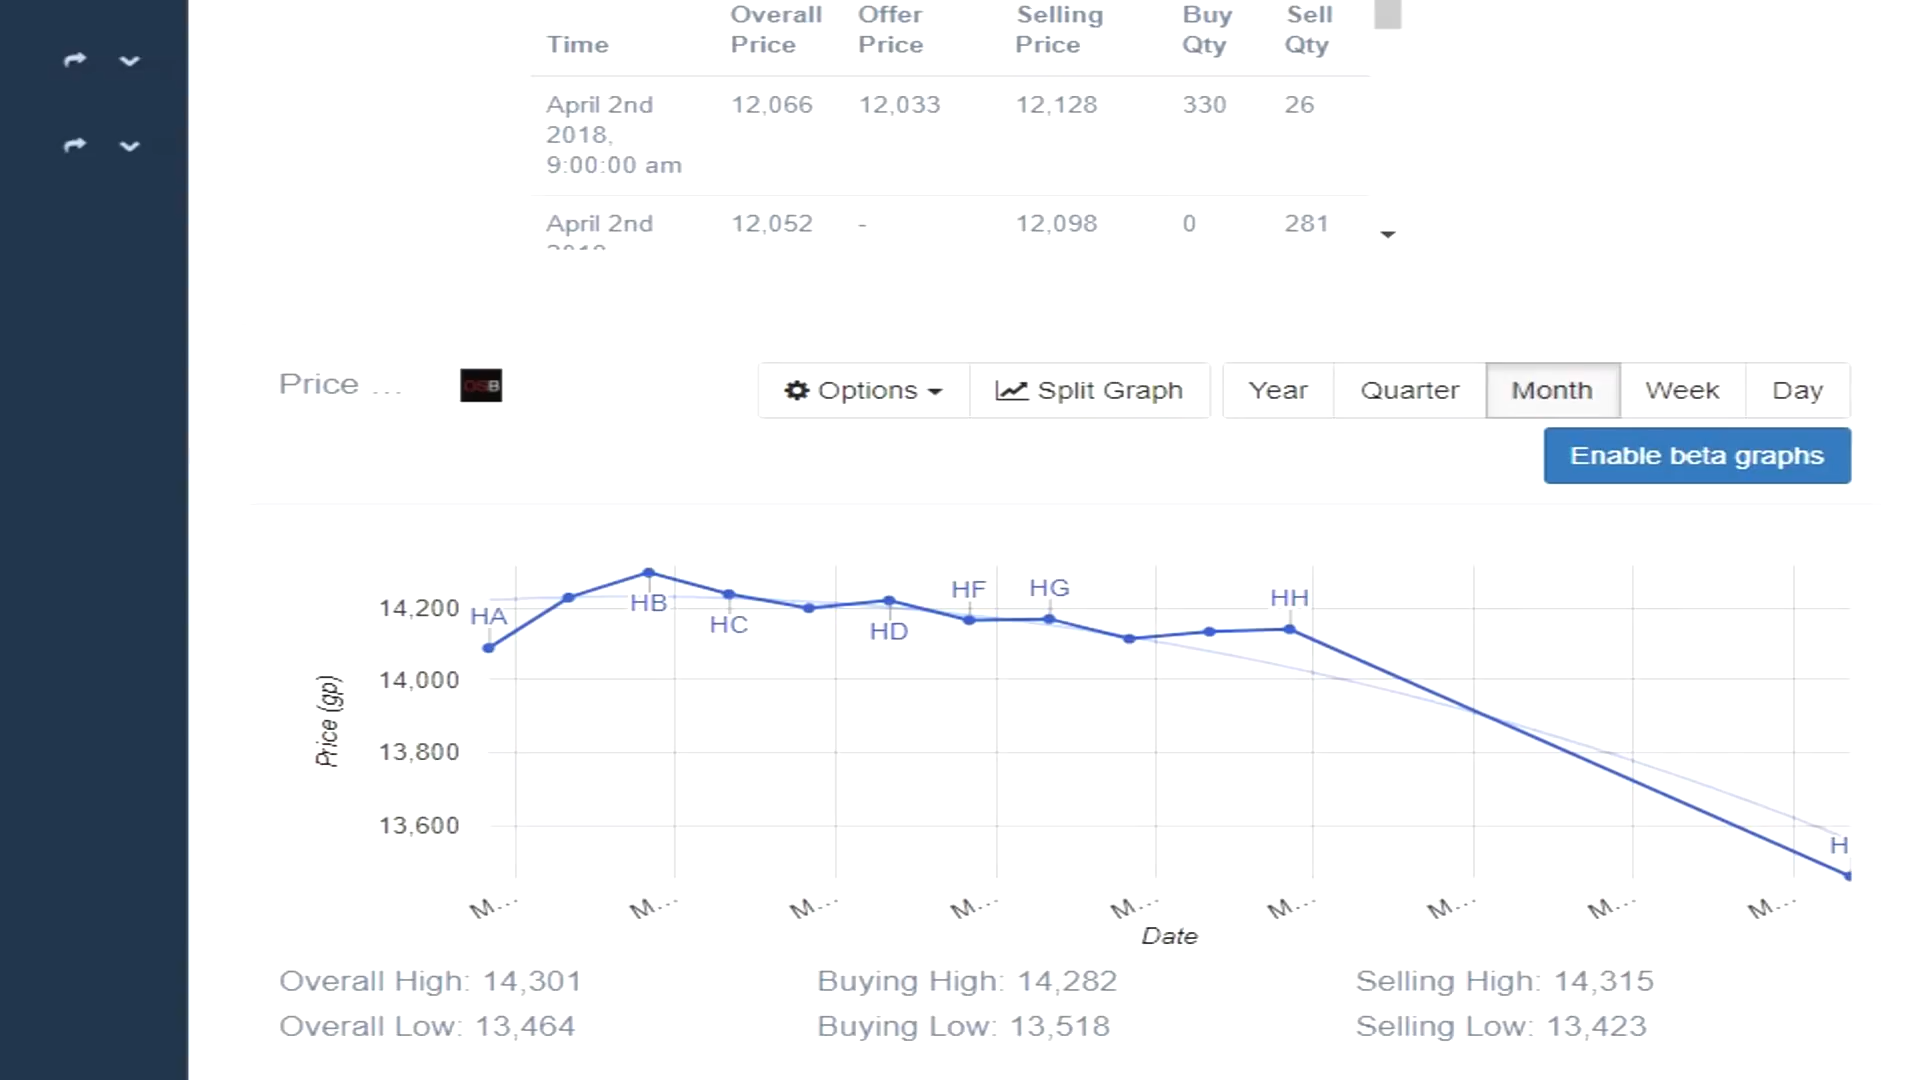 Time Overall Price Offer Price Selling Price Buy Qty Sell Qty
April 2nd 2018, 9:00:00 am 12,066 12,033 12,128 330 26
April 2nd 12,052 - 12,098 0 281
Price ... OSB Options Split Graph Year Quarter Month Week Day
Enable beta graphs
HF HG
HH
14,200 HA HB
HC HD
14,000
Price (gp)
13,800
13,600
H
M... M... M... M... M... M... M... M... M...
Date
Overall High: 14,301 Buying High: 14,282 Selling High: 14,315
Overall Low: 13,464 Buying Low: 13,518 Selling Low: 13,423